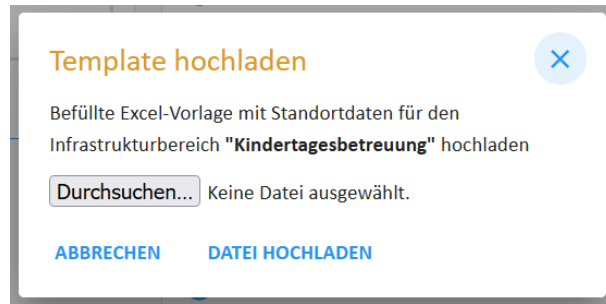 Template hochladen
Befüllte Excel-Vorlage mit Standortdaten für den
Infrastrukturbereich "Kindertagesbetreuung" hochladen
Durchsuchen... Keine Datei ausgewählt.
ABBRECHEN DATEI HOCHLADEN